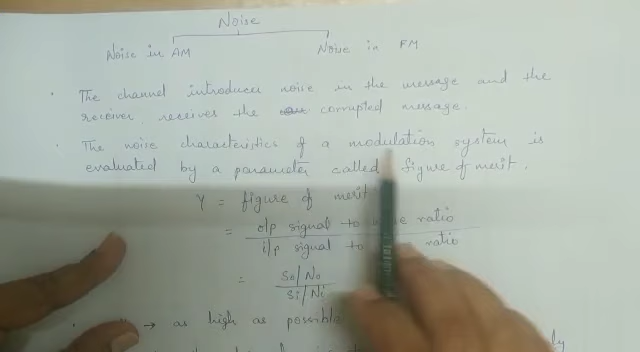 Noise
Noise in AM Noise in FM
The channel introduces noise in the message and the
receiver receives the corrupted message.
The noise characteristics of a modulation system is
evaluated by a parameter called figure of merit.
γ = figure of merit
= o/p signal to ratio
i/p signal to ratio
= So/No
Si/Ni
→ as high as possible